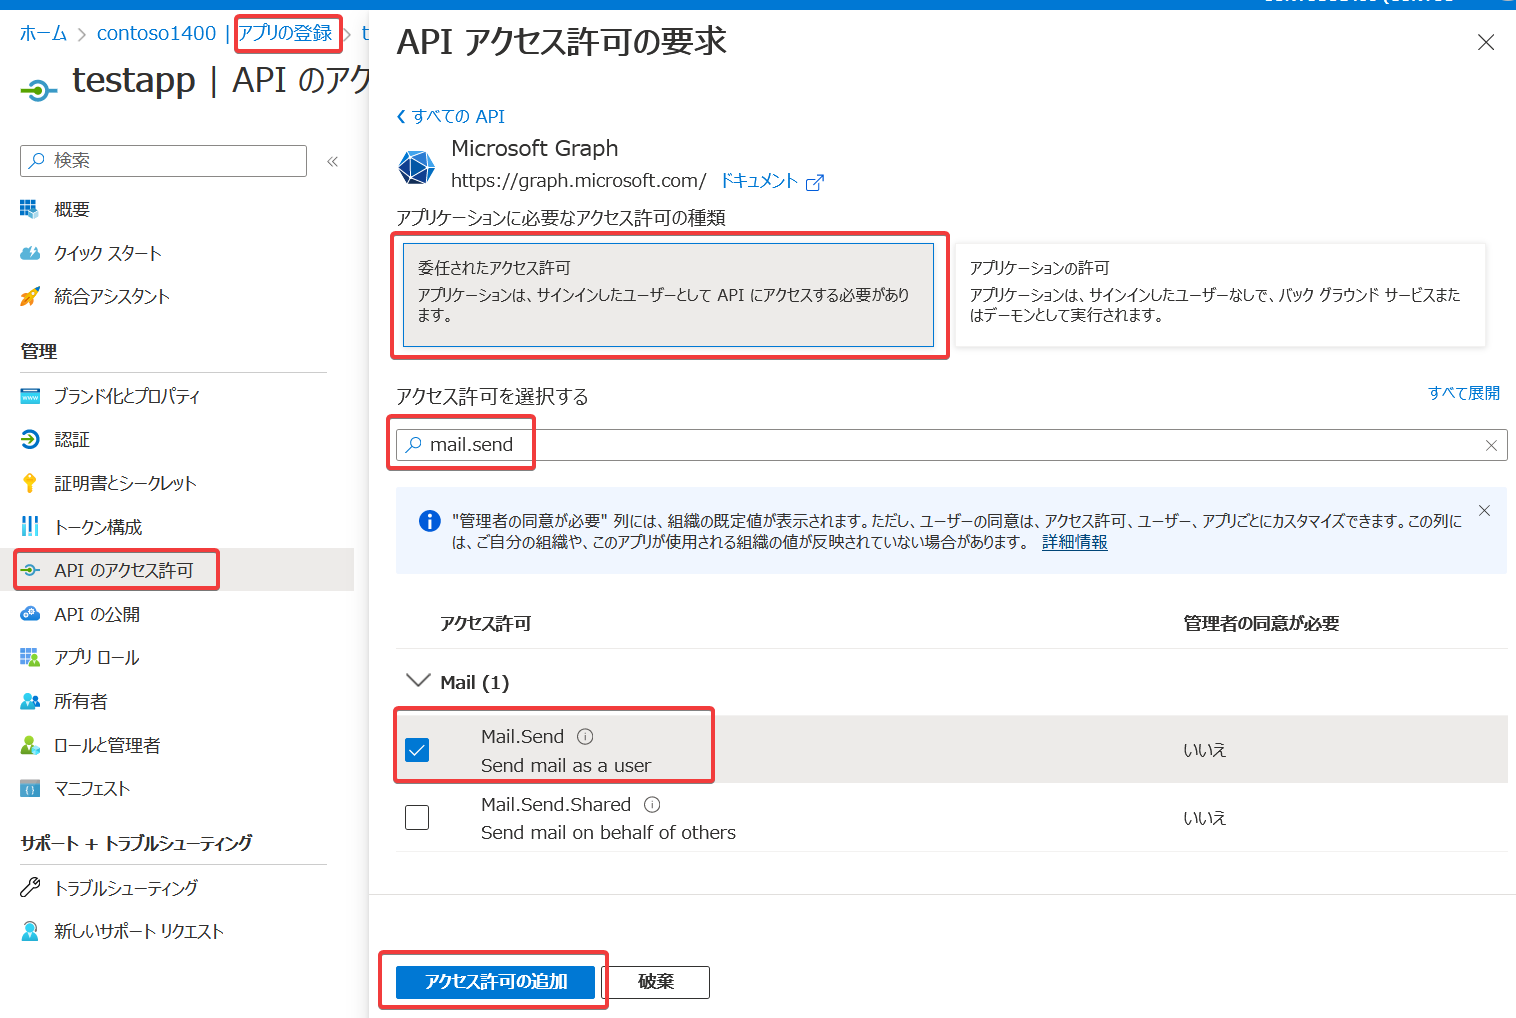 ホーム > contoso1400 | アプリの登録 >
testapp | API のアク
検索
«
概要
クイック スタート
統合アシスタント
管理
ブランド化とプロパティ
認証
証明書とシークレット
トークン構成
API のアクセス許可
API の公開
アプリ ロール
所有者
ロールと管理者
マニフェスト
サポート + トラブルシューティング
トラブルシューティング
新しいサポート リクエスト
API アクセス許可の要求
すべての API
Microsoft Graph
https://graph.microsoft.com/ ドキュメント
アプリケーションに必要なアクセス許可の種類
委任されたアクセス許可
アプリケーションは、サインインしたユーザーとして API にアクセスする必要があり
ます。
アプリケーションの許可
アプリケーションは、サインインしたユーザーなしで、バック グラウンド サービスまた
はデーモンとして実行されます。
アクセス許可を選択する
すべて展開
mail.send
"管理者の同意が必要" 列には、組織の既定値が表示されます。ただし、ユーザーの同意は、アクセス許可、ユーザー、アプリごとにカスタマイズできます。この列に
は、ご自分の組織や、このアプリが使用される組織の値が反映されていない場合があります。 詳細情報
アクセス許可 管理者の同意が必要
Mail (1)
Mail.Send
Send mail as a user
いいえ
Mail.Send.Shared
Send mail on behalf of others
いいえ
アクセス許可の追加 破棄